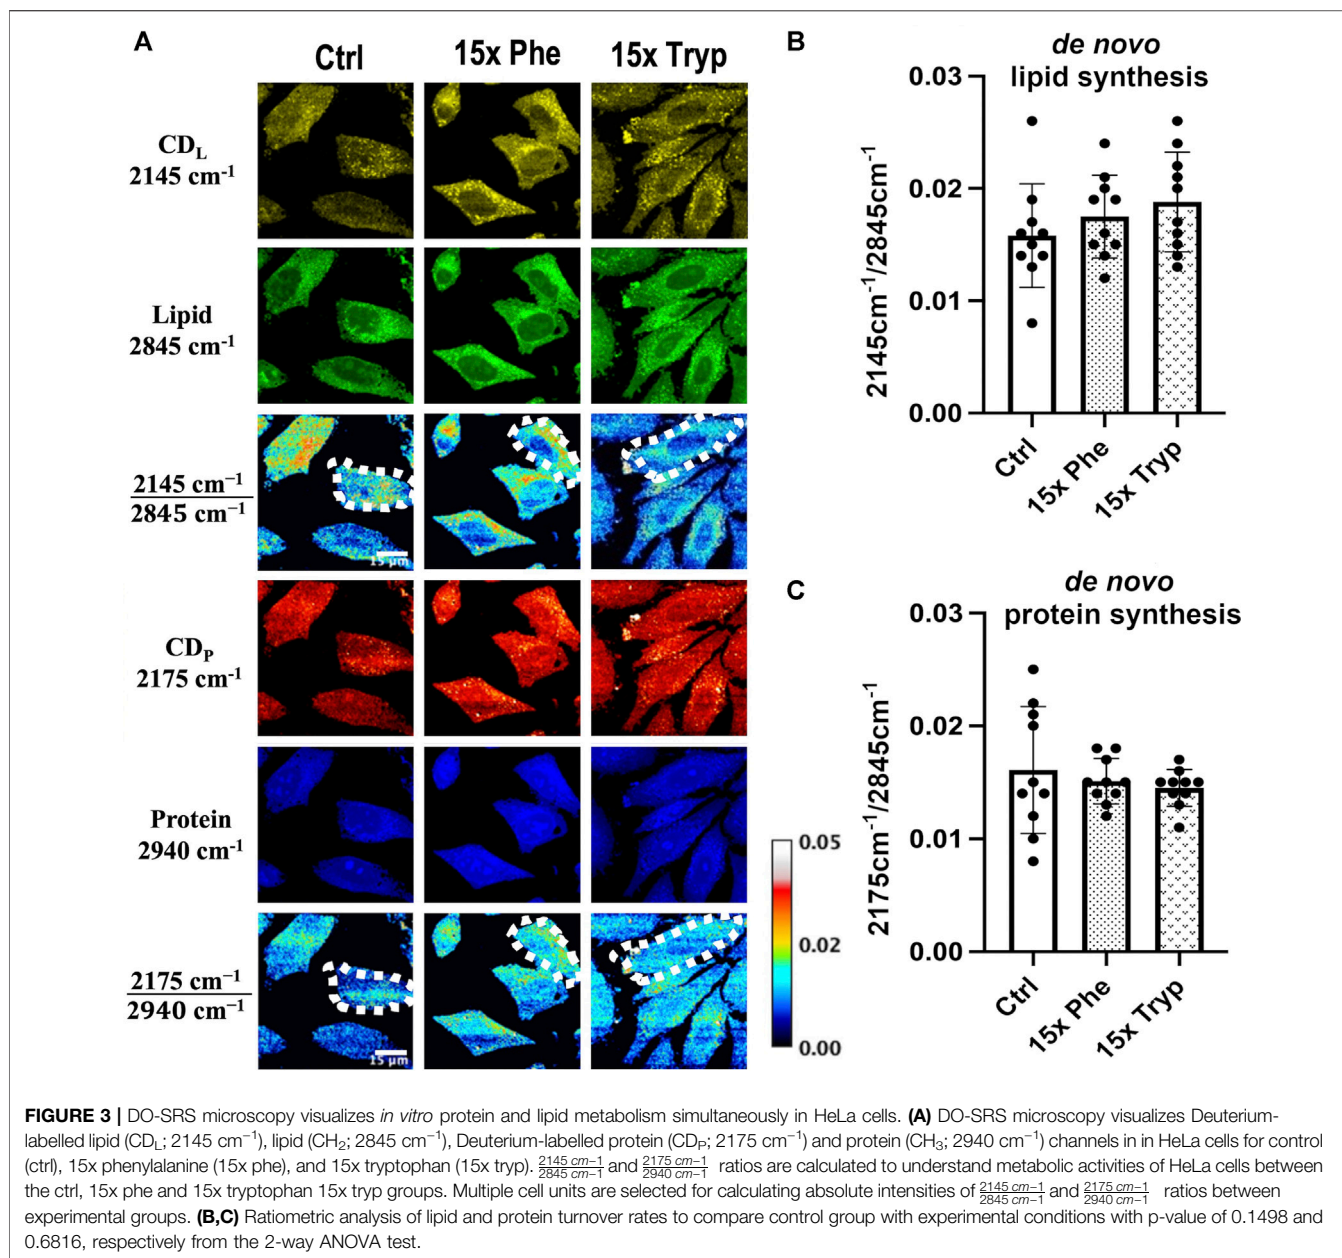 A
Ctrl
15x Phe
15x Tryp
CD_L
2145 cm⁻¹
Lipid
2845 cm⁻¹
2145 cm⁻¹
2845 cm⁻¹
15 µm
CD_P
2175 cm⁻¹
Protein
2940 cm⁻¹
2175 cm⁻¹
2940 cm⁻¹
15 µm
0.05
0.02
0.00
B
de novo
lipid synthesis
2145cm⁻¹/2845cm⁻¹
0.03
0.02
0.01
0.00
Ctrl
15x Phe
15x Tryp
C
de novo
protein synthesis
2175cm⁻¹/2845cm⁻¹
0.03
0.02
0.01
0.00
Ctrl
15x Phe
15x Tryp
FIGURE 3 | DO-SRS microscopy visualizes in vitro protein and lipid metabolism simultaneously in HeLa cells. (A) DO-SRS microscopy visualizes Deuterium-
labelled lipid (CD_L; 2145 cm⁻¹), lipid (CH₂; 2845 cm⁻¹), Deuterium-labelled protein (CD_P; 2175 cm⁻¹) and protein (CH₃; 2940 cm⁻¹) channels in in HeLa cells for control
(ctrl), 15x phenylalanine (15x phe), and 15x tryptophan (15x tryp). 2145 cm−1/2845 cm−1 and 2175 cm−1/2940 cm−1 ratios are calculated to understand metabolic activities of HeLa cells between
the ctrl, 15x phe and 15x tryptophan 15x tryp groups. Multiple cell units are selected for calculating absolute intensities of 2145 cm−1/2845 cm−1 and 2175 cm−1/2940 cm−1 ratios between
experimental groups. (B,C) Ratiometric analysis of lipid and protein turnover rates to compare control group with experimental conditions with p-value of 0.1498 and
0.6816, respectively from the 2-way ANOVA test.